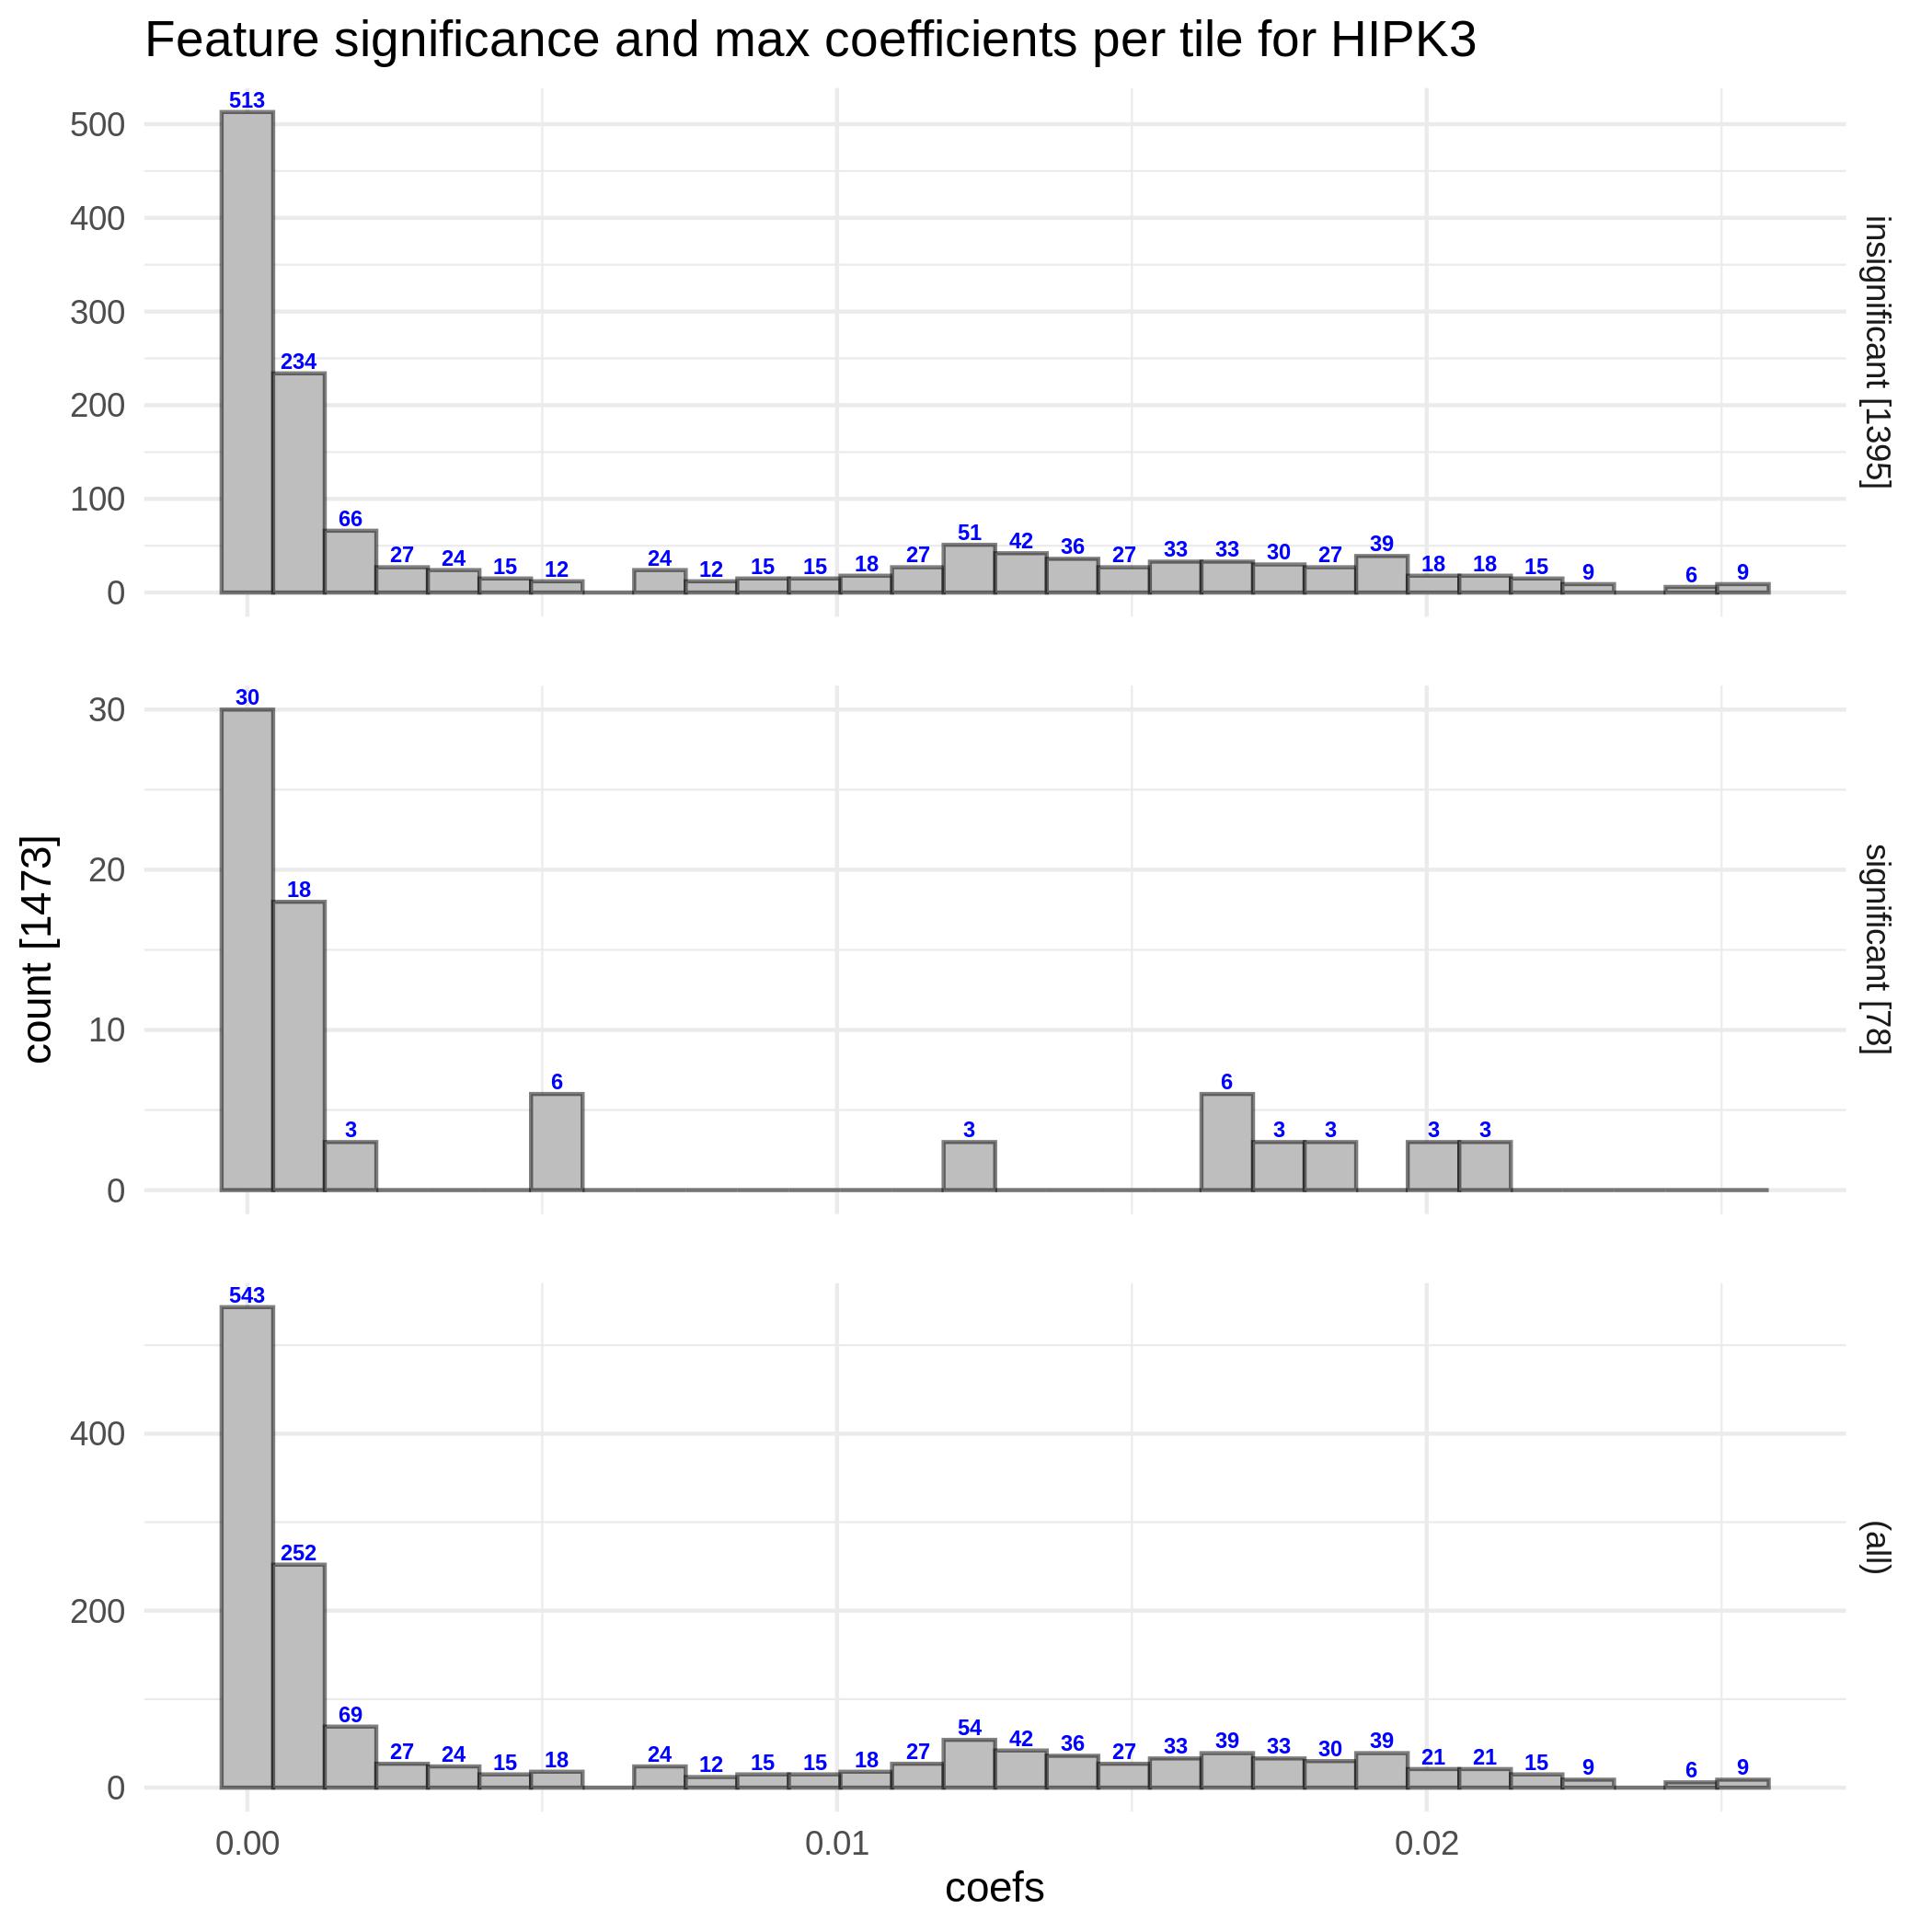 Feature significance and max coefficients per tile for HIPK3
513
500
400
300
234
200
100
66
27 24 15 12 24 12 15 15 18 27 51 42 36 27 33 33 30 27 39 18 18 15 9 6 9
0
insignificant [1395]
count [1473]
30
30
20
18
10
6 6
3 3 3 3 3 3
0
significant [78]
543
400
252
200
69
27 24 15 18 24 12 15 15 18 27 54 42 36 27 33 39 33 30 39 21 21 15 9 6 9
0
(all)
0.00 0.01 0.02
coefs